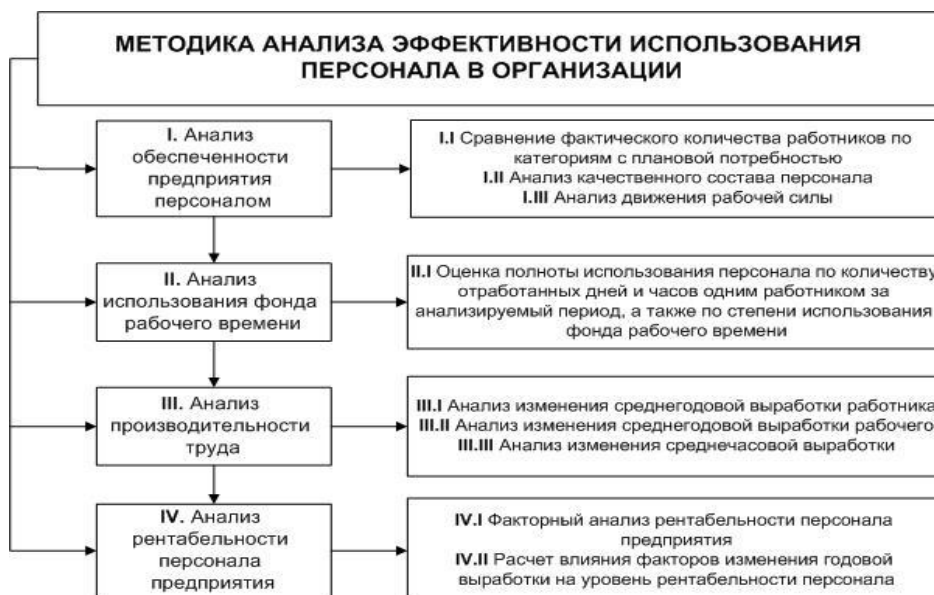 МЕТОДИКА АНАЛИЗА ЭФФЕКТИВНОСТИ ИСПОЛЬЗОВАНИЯ
ПЕРСОНАЛА В ОРГАНИЗАЦИИ
I. Анализ
обеспеченности
предприятия
персоналом
I.I Сравнение фактического количества работников по
категориям с плановой потребностью
I.II Анализ качественного состава персонала
I.III Анализ движения рабочей силы
II. Анализ
использования фонда
рабочего времени
II.I Оценка полноты использования персонала по количеству
отработанных дней и часов одним работником за
анализируемый период, а также по степени использования
фонда рабочего времени
III. Анализ
производительности
труда
III.I Анализ изменения среднегодовой выработки работника
III.II Анализ изменения среднегодовой выработки рабочего
III.III Анализ изменения среднечасовой выработки
IV. Анализ
рентабельности
персонала
предприятия
IV.I Факторный анализ рентабельности персонала
предприятия
IV.II Расчет влияния факторов изменения годовой
выработки на уровень рентабельности персонала